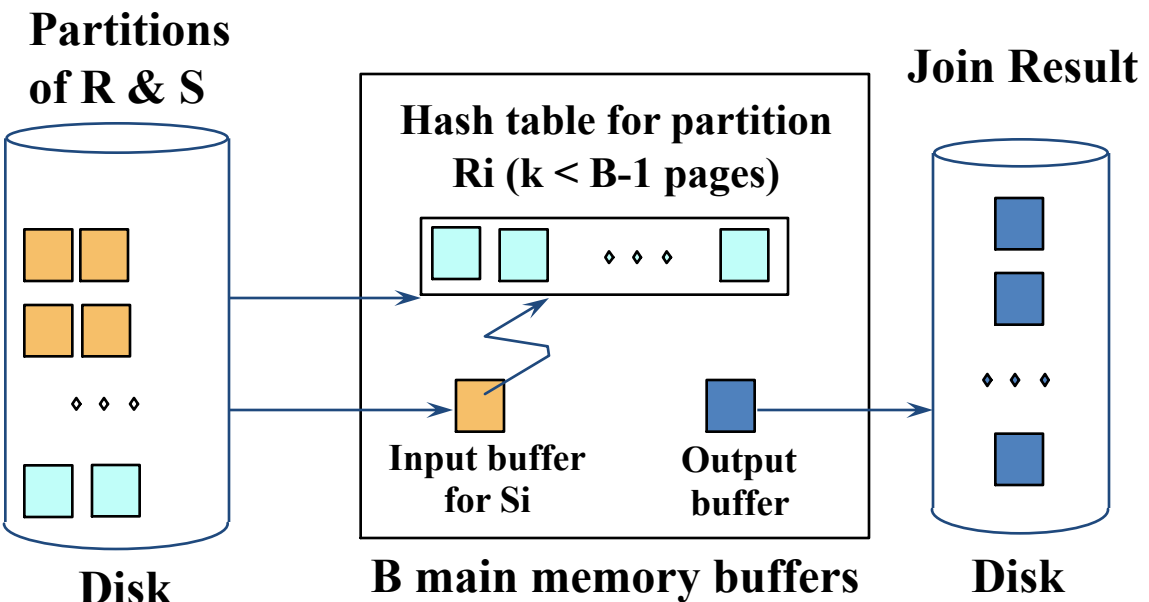 Partitions
of R & S
Join Result
Hash table for partition
Ri (k < B-1 pages)
Input buffer
for Si
Output
buffer
Disk
B main memory buffers
Disk